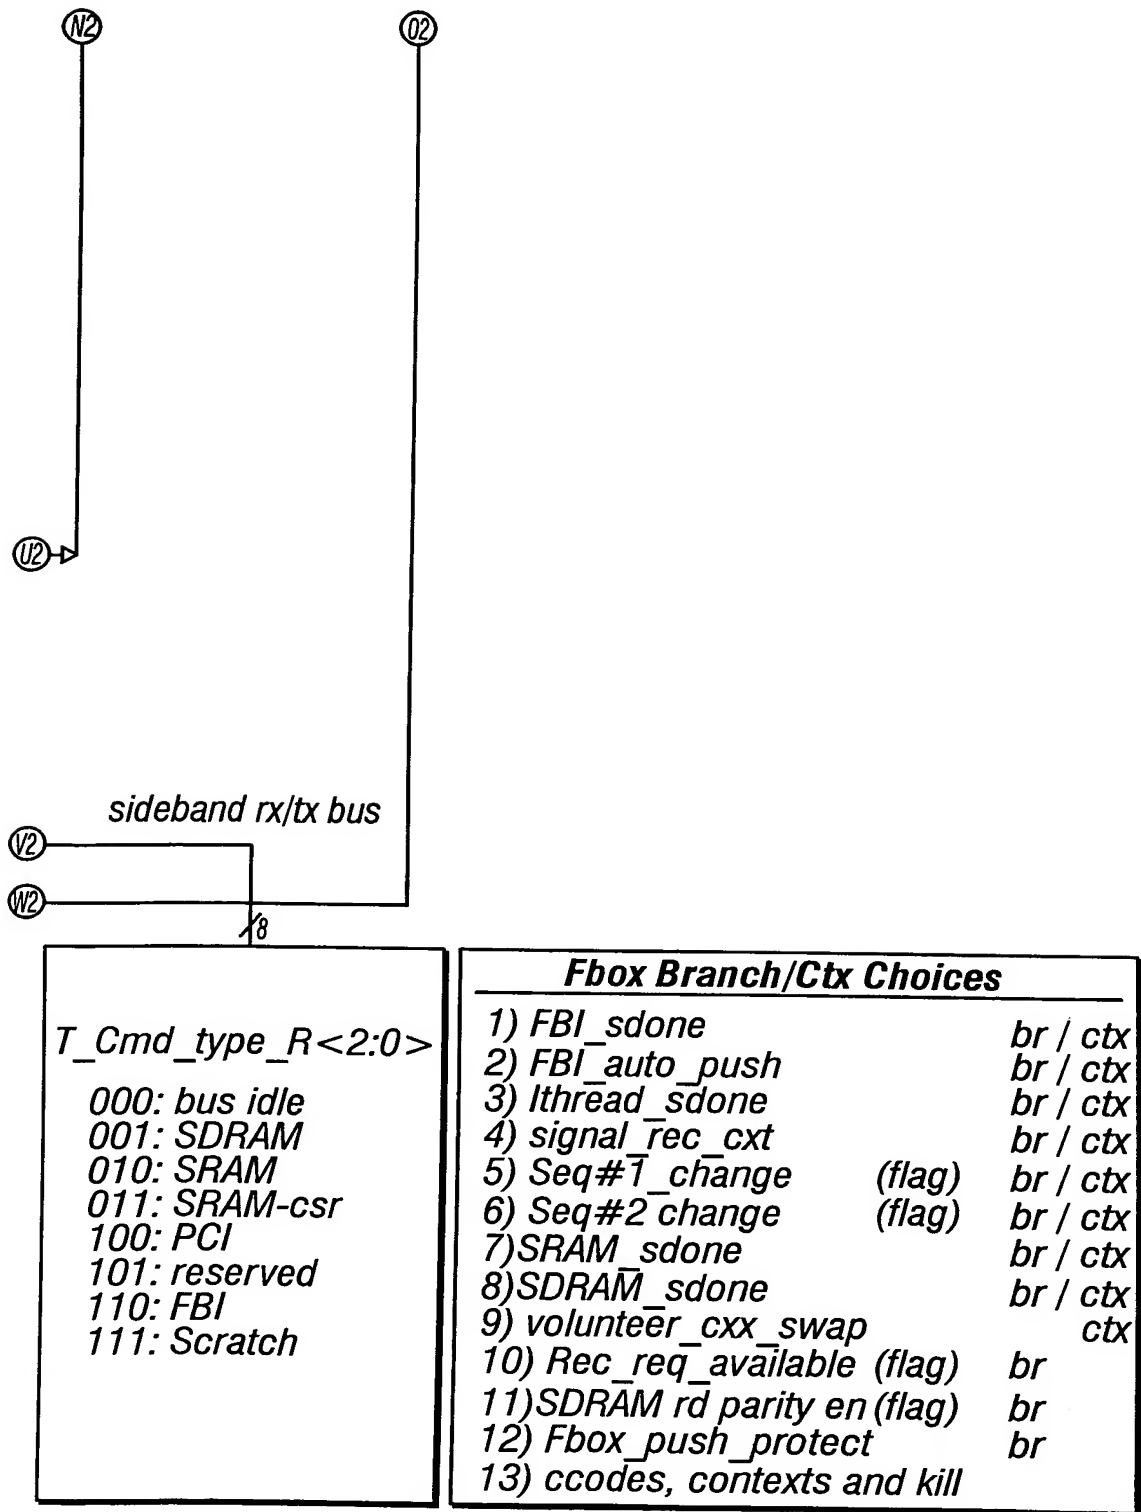 N2
O2
U2
sideband rx/tx bus
V2
W2
8
T_Cmd_type_R<2:0>
000: bus idle
001: SDRAM
010: SRAM
011: SRAM-csr
100: PCI
101: reserved
110: FBI
111: Scratch
Fbox Branch/Ctx Choices
1) FBI_sdone br / ctx
2) FBI_auto_push br / ctx
3) Ithread_sdone br / ctx
4) signal_rec_cxt br / ctx
5) Seq#1_change (flag) br / ctx
6) Seq#2 change (flag) br / ctx
7)SRAM_sdone br / ctx
8)SDRAM_sdone br / ctx
9) volunteer_cxx_swap ctx
10) Rec_req_available (flag) br
11)SDRAM rd parity en (flag) br
12) Fbox_push_protect br
13) ccodes, contexts and kill